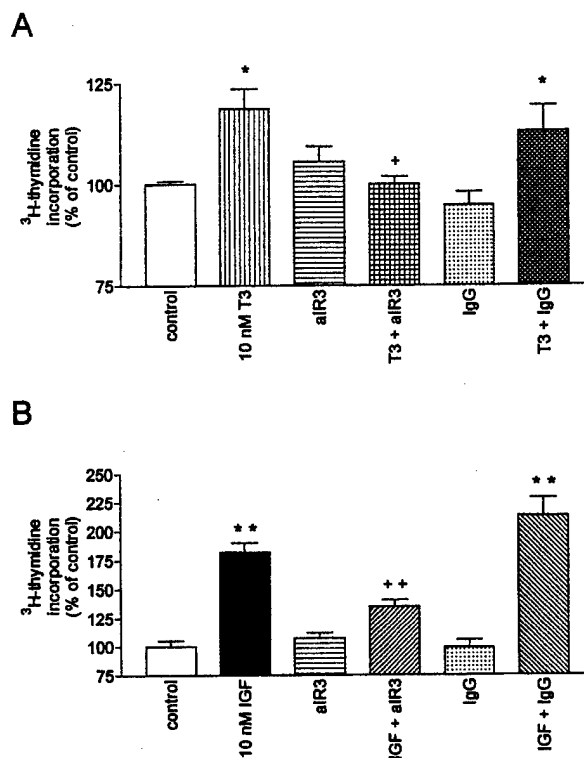 A
³H-thymidine
incorporation
(% of control)
125
100
75
*
+
*
control
10 nM T3
aIR3
T3 + aIR3
IgG
T3 + IgG
B
³H-thymidine
incorporation
(% of control)
250
225
200
175
150
125
100
75
* *
+ +
* *
control
10 nM IGF
aIR3
IGF + aIR3
IgG
IGF + IgG